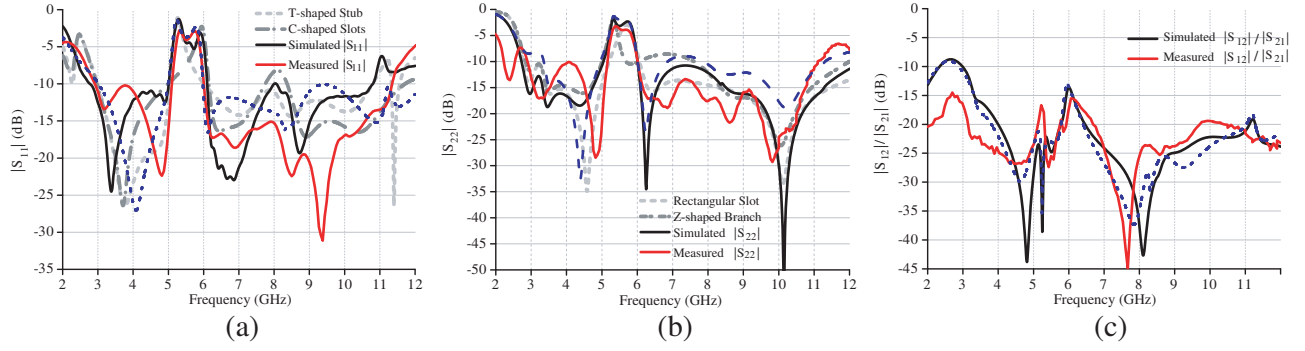 0
-5
-10
-15
-20
-25
-30
-35
|S11| (dB)
2 3 4 5 6 7 8 9 10 11 12
Frequency (GHz)
T-shaped Stub
C-shaped Slots
Simulated |S11|
Measured |S11|
(a)
0
-5
-10
-15
-20
-25
-30
-35
-40
-45
-50
|S22| (dB)
2 3 4 5 6 7 8 9 10 11 12
Frequency (GHz)
Rectangular Slot
Z-shaped Branch
Simulated |S22|
Measured |S22|
(b)
0
-5
-10
-15
-20
-25
-30
-35
-40
-45
|S12|/ |S21| (dB)
2 3 4 5 6 7 8 9 10 11
Frequency (GHz)
Simulated |S12| / |S21|
Measured |S12| / |S21|
(c)